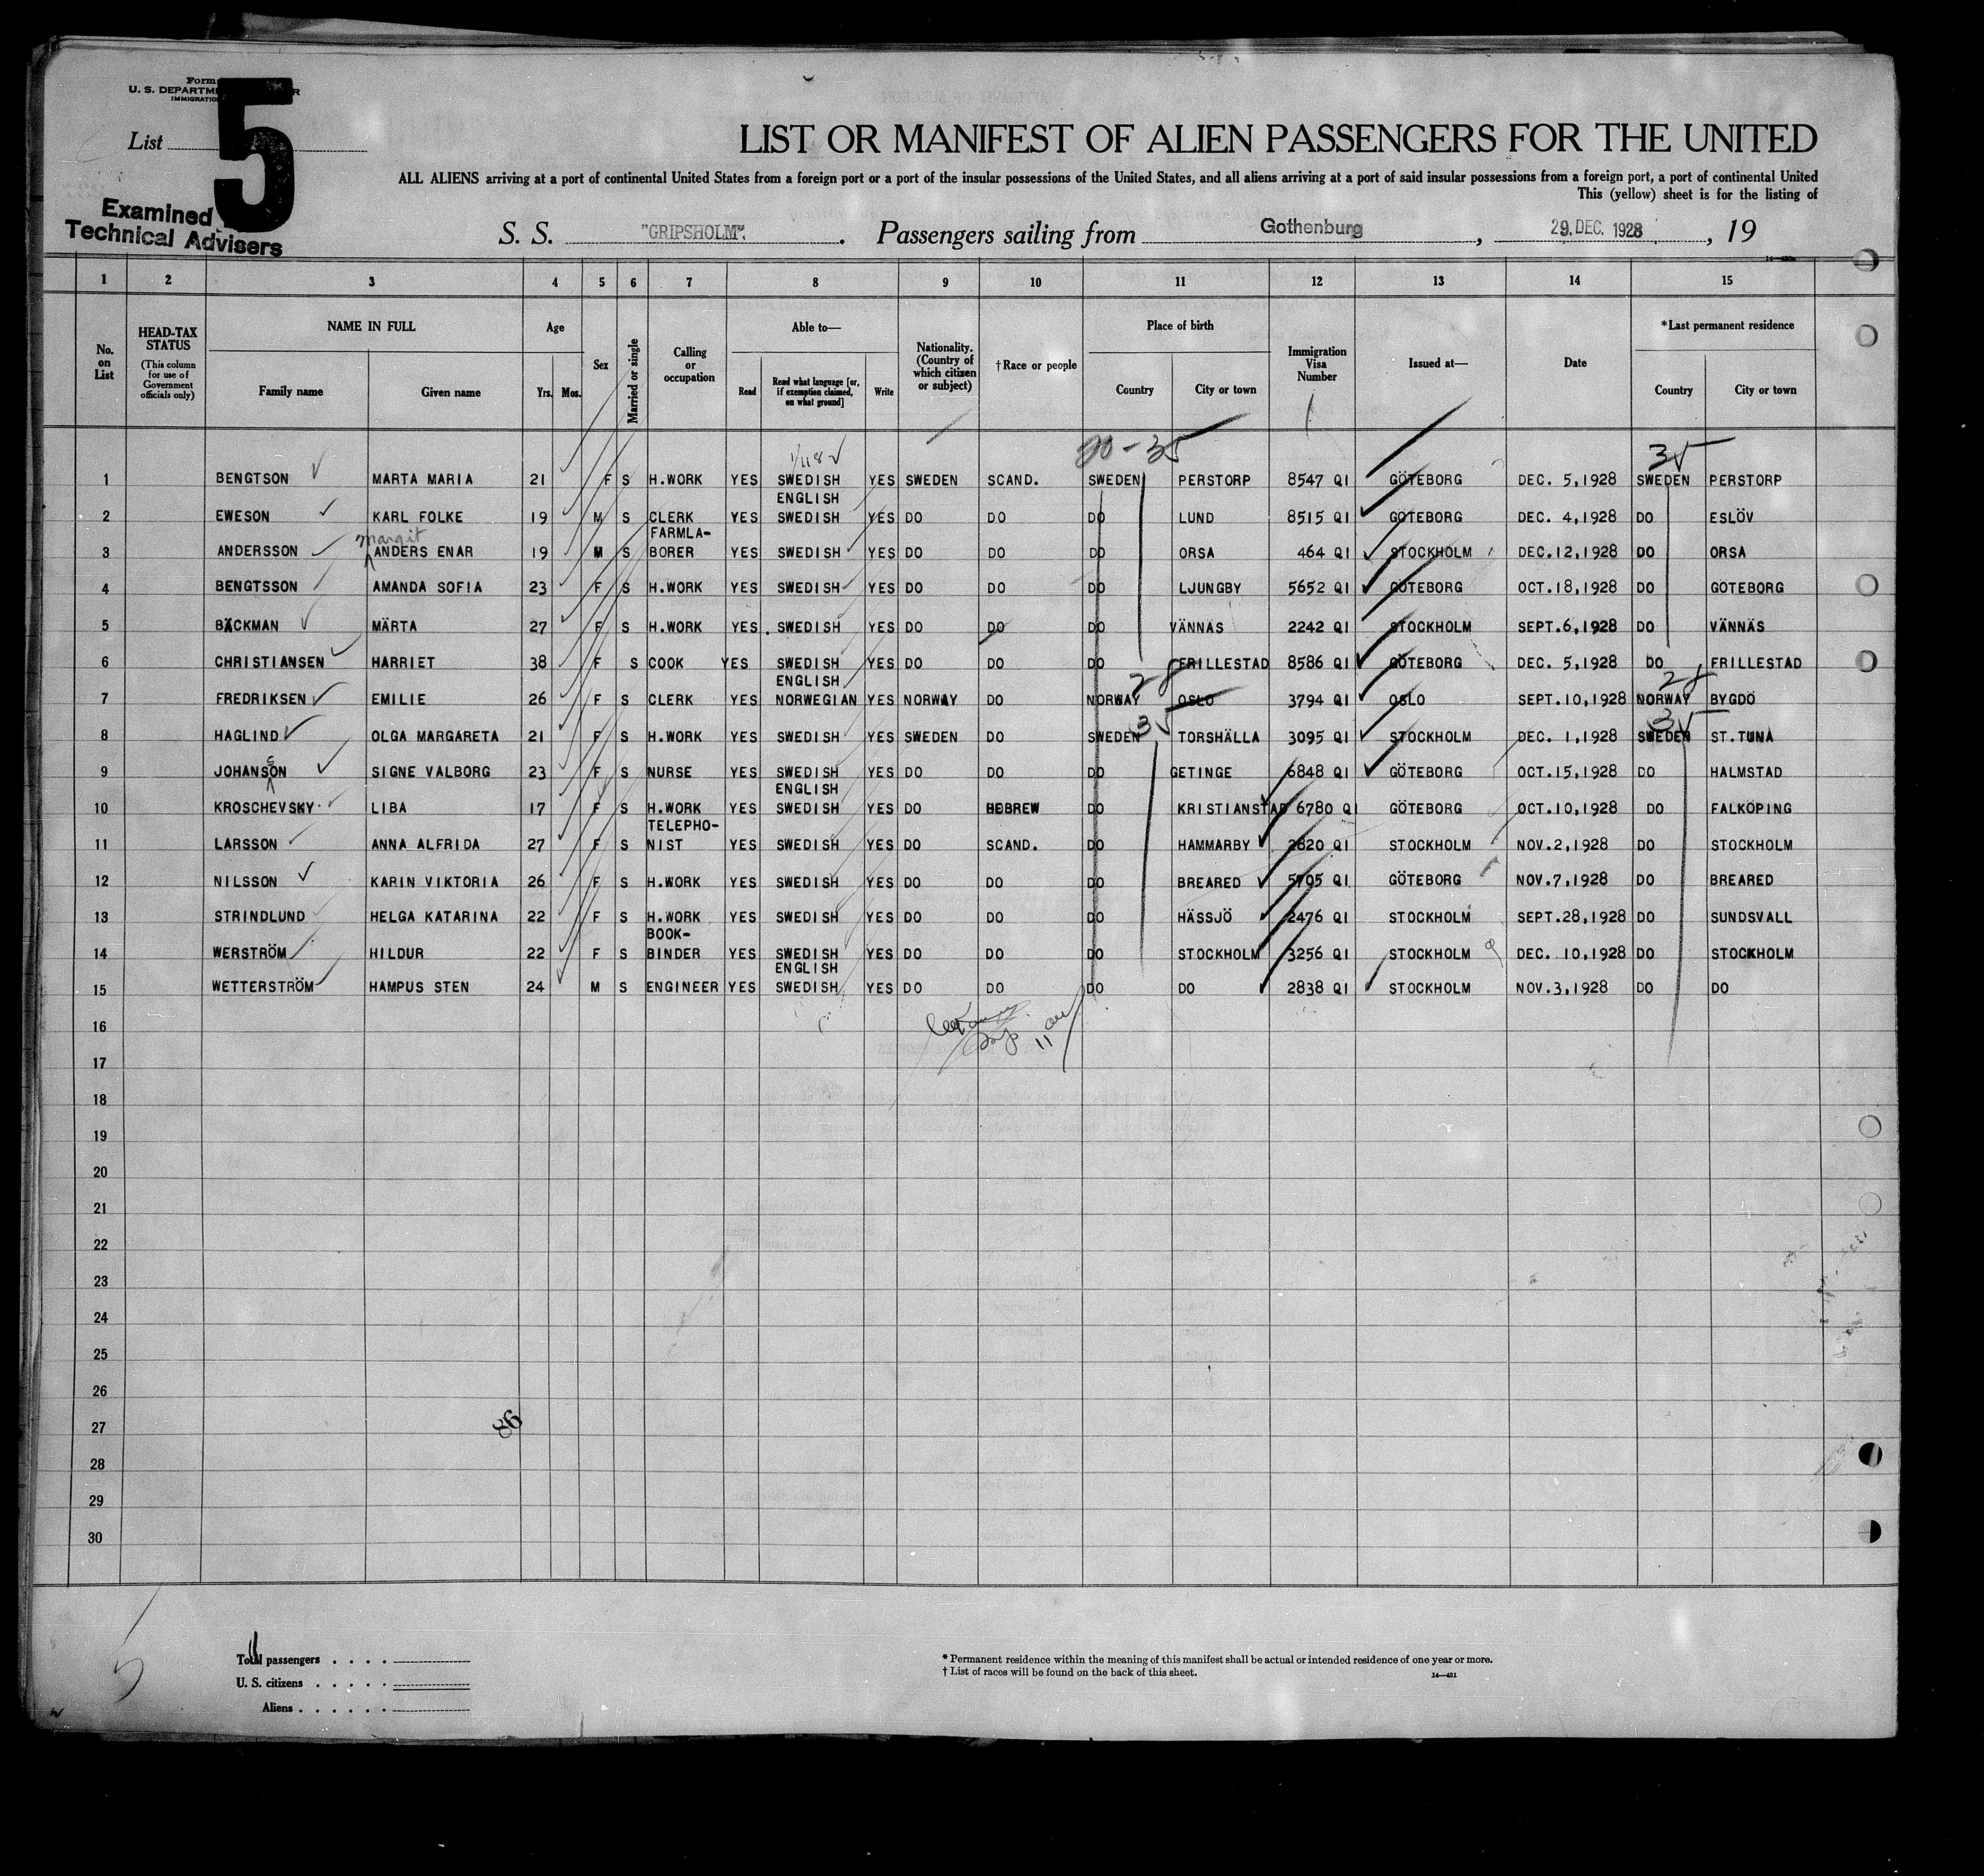 Form
U. S. DEPARTME R
IMMIGRATION
List
5
Examined
Technical Advisers
LIST OR MANIFEST OF ALIEN PASSENGERS FOR THE UNITED
ALL ALIENS arriving at a port of continental United States from a foreign port or a port of the insular possessions of the United States, and all aliens arriving at a port of said insular possessions from a foreign port, a port of continental United
This (yellow) sheet is for the listing of
S. S. "GRIPSHOLM". Passengers sailing from Gothenburg, 29. DEC. 1928, 19
1 2 3 4 5 6 7 8 9 10 11 12 13 14 15
No. on List
HEAD-TAX STATUS (This column for use of Government officials only)
NAME IN FULL
Family name Given name
Age
Yrs. Mos.
Sex
Married or single
Calling or occupation
Able to—
Read Read what language [or, if exemption claimed, on what ground] Write
Nationality. (Country of which citizen or subject)
†Race or people
Place of birth
Country City or town
Immigration Visa Number
Issued at—
Date
*Last permanent residence
Country City or town
20-35 35
1 BENGTSON MARTA MARIA 21 F S H.WORK YES SWEDISH YES SWEDEN SCAND. SWEDEN PERSTORP 8547 QI GÖTEBORG DEC. 5,1928 SWEDEN PERSTORP
ENGLISH
2 EWESON KARL FOLKE 19 M S CLERK YES SWEDISH YES DO DO DO LUND 8515 QI GÖTEBORG DEC. 4,1928 DO ESLÖV
margit FARMLA-
3 ANDERSSON ANDERS ENAR 19 M S BORER YES SWEDISH YES DO DO DO ORSA 464 QI STOCKHOLM DEC.12,1928 DO ORSA
4 BENGTSSON AMANDA SOFIA 23 F S H.WORK YES SWEDISH YES DO DO DO LJUNGBY 5652 QI GÖTEBORG OCT.18,1928 DO GÖTEBORG
5 BÄCKMAN MÄRTA 27 F S H.WORK YES SWEDISH YES DO DO DO VÄNNÄS 2242 QI STOCKHOLM SEPT.6,1928 DO VÄNNÄS
6 CHRISTIANSEN HARRIET 38 F S COOK YES SWEDISH YES DO DO DO FRILLESTAD 8586 QI GÖTEBORG DEC. 5,1928 DO FRILLESTAD
ENGLISH 28 28
7 FREDRIKSEN EMILIE 26 F S CLERK YES NORWEGIAN YES NORWAY DO NORWAY OSLO 3794 QI OSLO SEPT.10,1928 NORWAY BYGDÖ
35 35
8 HAGLIND OLGA MARGARETA 21 F S H.WORK YES SWEDISH YES SWEDEN DO SWEDEN TORSHÄLLA 3095 QI STOCKHOLM DEC. 1,1928 SWEDEN ST.TUNA
s
9 JOHANSON SIGNE VALBORG 23 F S NURSE YES SWEDISH YES DO DO DO GETINGE 6848 QI GÖTEBORG OCT.15,1928 DO HALMSTAD
ENGLISH
10 KROSCHEVSKY LIBA 17 F S H.WORK YES SWEDISH YES DO HEBREW DO KRISTIANSTAD 6780 QI GÖTEBORG OCT.10,1928 DO FALKÖPING
TELEPHO-
11 LARSSON ANNA ALFRIDA 27 F S NIST YES SWEDISH YES DO SCAND. DO HAMMARBY 2820 QI STOCKHOLM NOV.2,1928 DO STOCKHOLM
12 NILSSON KARIN VIKTORIA 26 F S H.WORK YES SWEDISH YES DO DO DO BREARED 5705 QI GÖTEBORG NOV.7,1928 DO BREARED
13 STRINDLUND HELGA KATARINA 22 F S H.WORK YES SWEDISH YES DO DO DO HÄSSJÖ 2476 QI STOCKHOLM SEPT.28,1928 DO SUNDSVALL
BOOK-
14 WERSTRÖM HILDUR 22 F S BINDER YES SWEDISH YES DO DO DO STOCKHOLM 3256 QI STOCKHOLM DEC. 10,1928 DO STOCKHOLM
ENGLISH
15 WETTERSTRÖM HAMPUS STEN 24 M S ENGINEER YES SWEDISH YES DO DO DO DO 2838 QI STOCKHOLM NOV.3,1928 DO DO
16
17
18
19
20
21
22
23
24
25
26
27
28
29
30
86
Total passengers
U. S. citizens
Aliens
* Permanent residence within the meaning of this manifest shall be actual or intended residence of one year or more.
† List of races will be found on the back of this sheet.
14—431